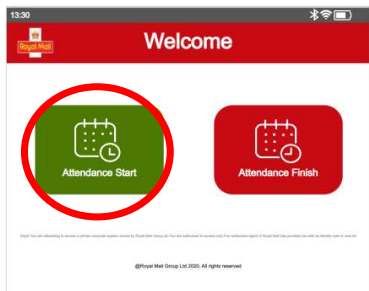 13:30
Royal Mail
Welcome
Attendance Start
Attendance Finish
@Royal Mail Group Ltd 2020. All rights reserved